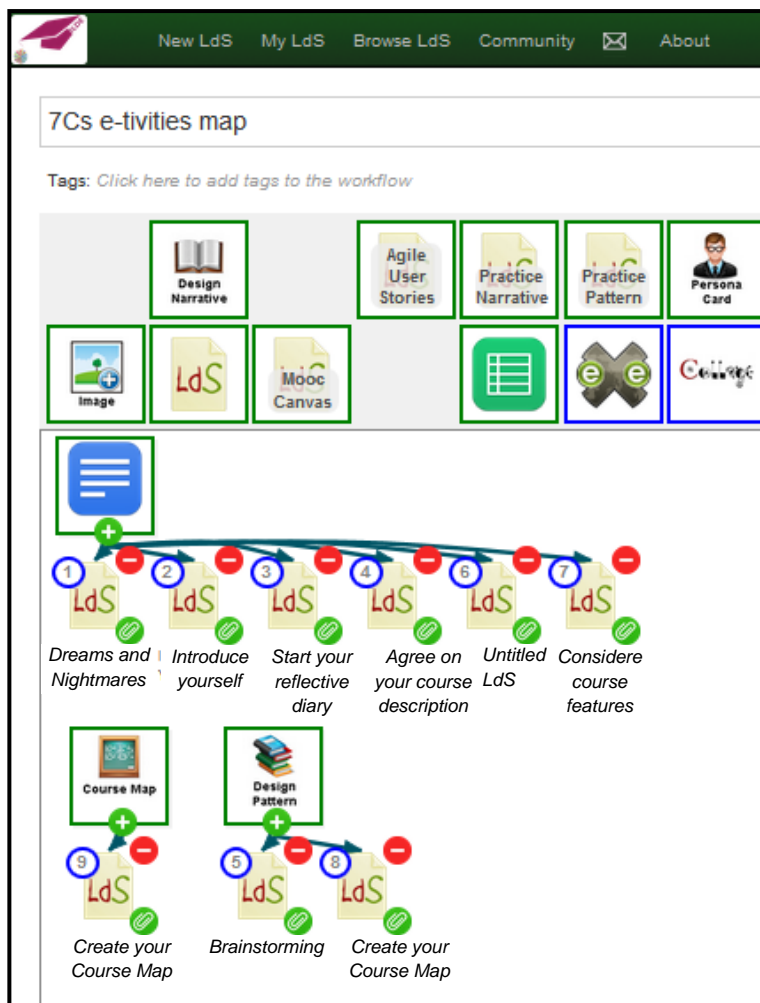 LdS
New LdS My LdS Browse LdS Community About
7Cs e-tivities map
Tags: Click here to add tags to the workflow
Design
Narrative
Agile
User
Stories
Practice
Narrative
Practice
Pattern
Persona
Card
Image
LdS
Mooc
Canvas
e e
Collage
1 2 3 4 6 7
LdS LdS LdS LdS LdS LdS
Dreams and
Nightmares
Introduce
yourself
Start your
reflective
diary
Agree on
your course
description
Untitled
LdS
Considere
course
features
Course Map
Design
Pattern
9 5 8
LdS LdS LdS
Create your
Course Map
Brainstorming
Create your
Course Map